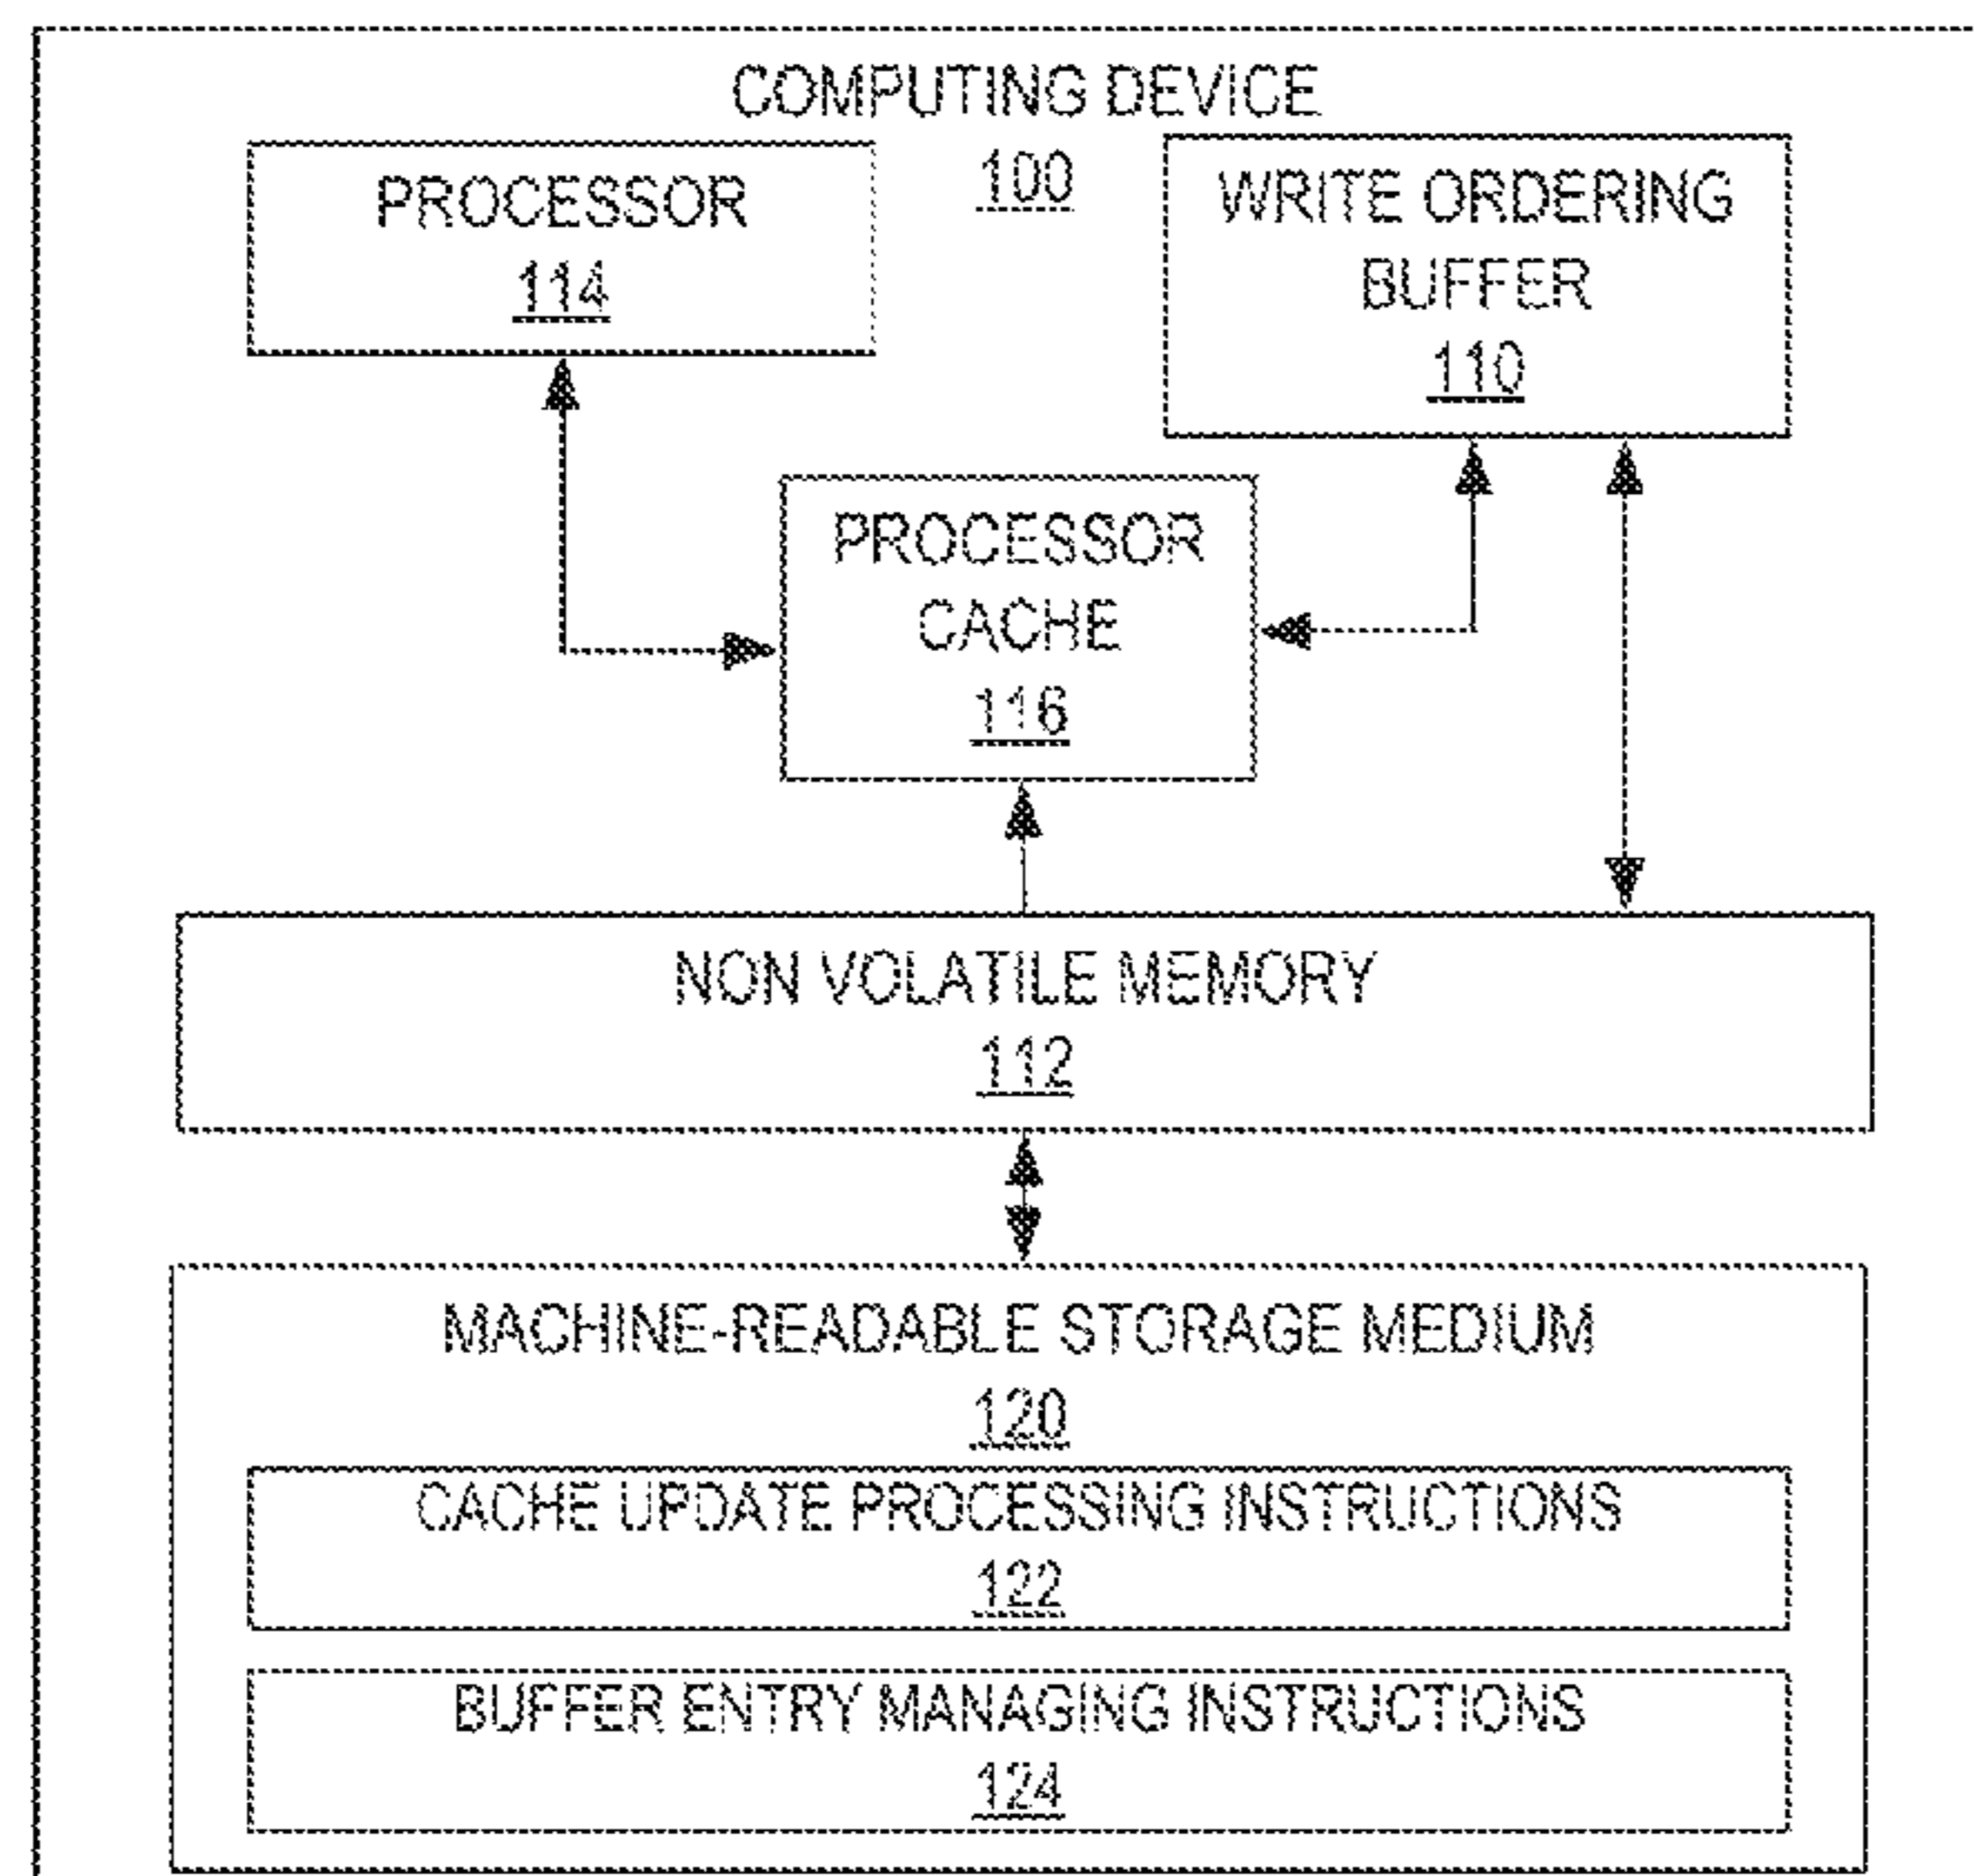 COMPUTING DEVICE
100
PROCESSOR
114
WRITE ORDERING
BUFFER
110
PROCESSOR
CACHE
116
NON VOLATILE MEMORY
112
MACHINE-READABLE STORAGE MEDIUM
120
CACHE UPDATE PROCESSING INSTRUCTIONS
122
BUFFER ENTRY MANAGING INSTRUCTIONS
124